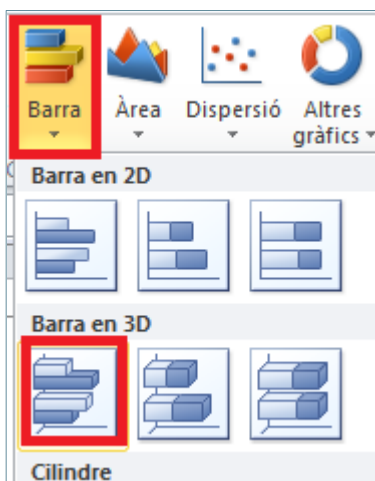 Barra Àrea Dispersió Altres
gràfics
Barra en 2D
Barra en 3D
Cilindre